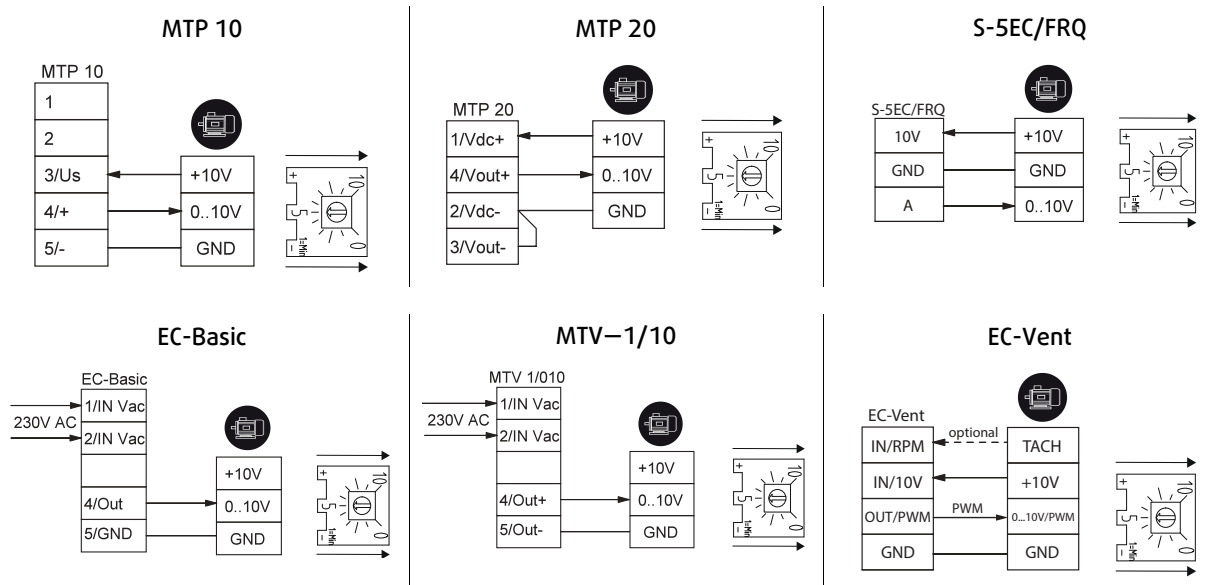 MTP 10
MTP 10
1
2
3/Us
4/+
5/-
+10V
0..10V
GND
+
5
-
10
0
1=Min
MTP 20
MTP 20
1/Vdc+
4/Vout+
2/Vdc-
3/Vout-
+10V
0..10V
GND
+
5
-
10
0
1=Min
S-5EC/FRQ
S-5EC/FRQ
10V
GND
A
+10V
GND
0..10V
+
5
-
10
0
1=Min
EC-Basic
EC-Basic
230V AC
1/IN Vac
2/IN Vac
4/Out
5/GND
+10V
0..10V
GND
+
5
-
10
0
1=Min
MTV–1/10
MTV 1/010
230V AC
1/IN Vac
2/IN Vac
4/Out+
5/Out-
+10V
0..10V
GND
+
5
-
10
0
1=Min
EC-Vent
EC-Vent
IN/RPM
optional
TACH
IN/10V
+10V
OUT/PWM
PWM
0...10V/PWM
GND
GND
+
5
-
10
0
1=Min